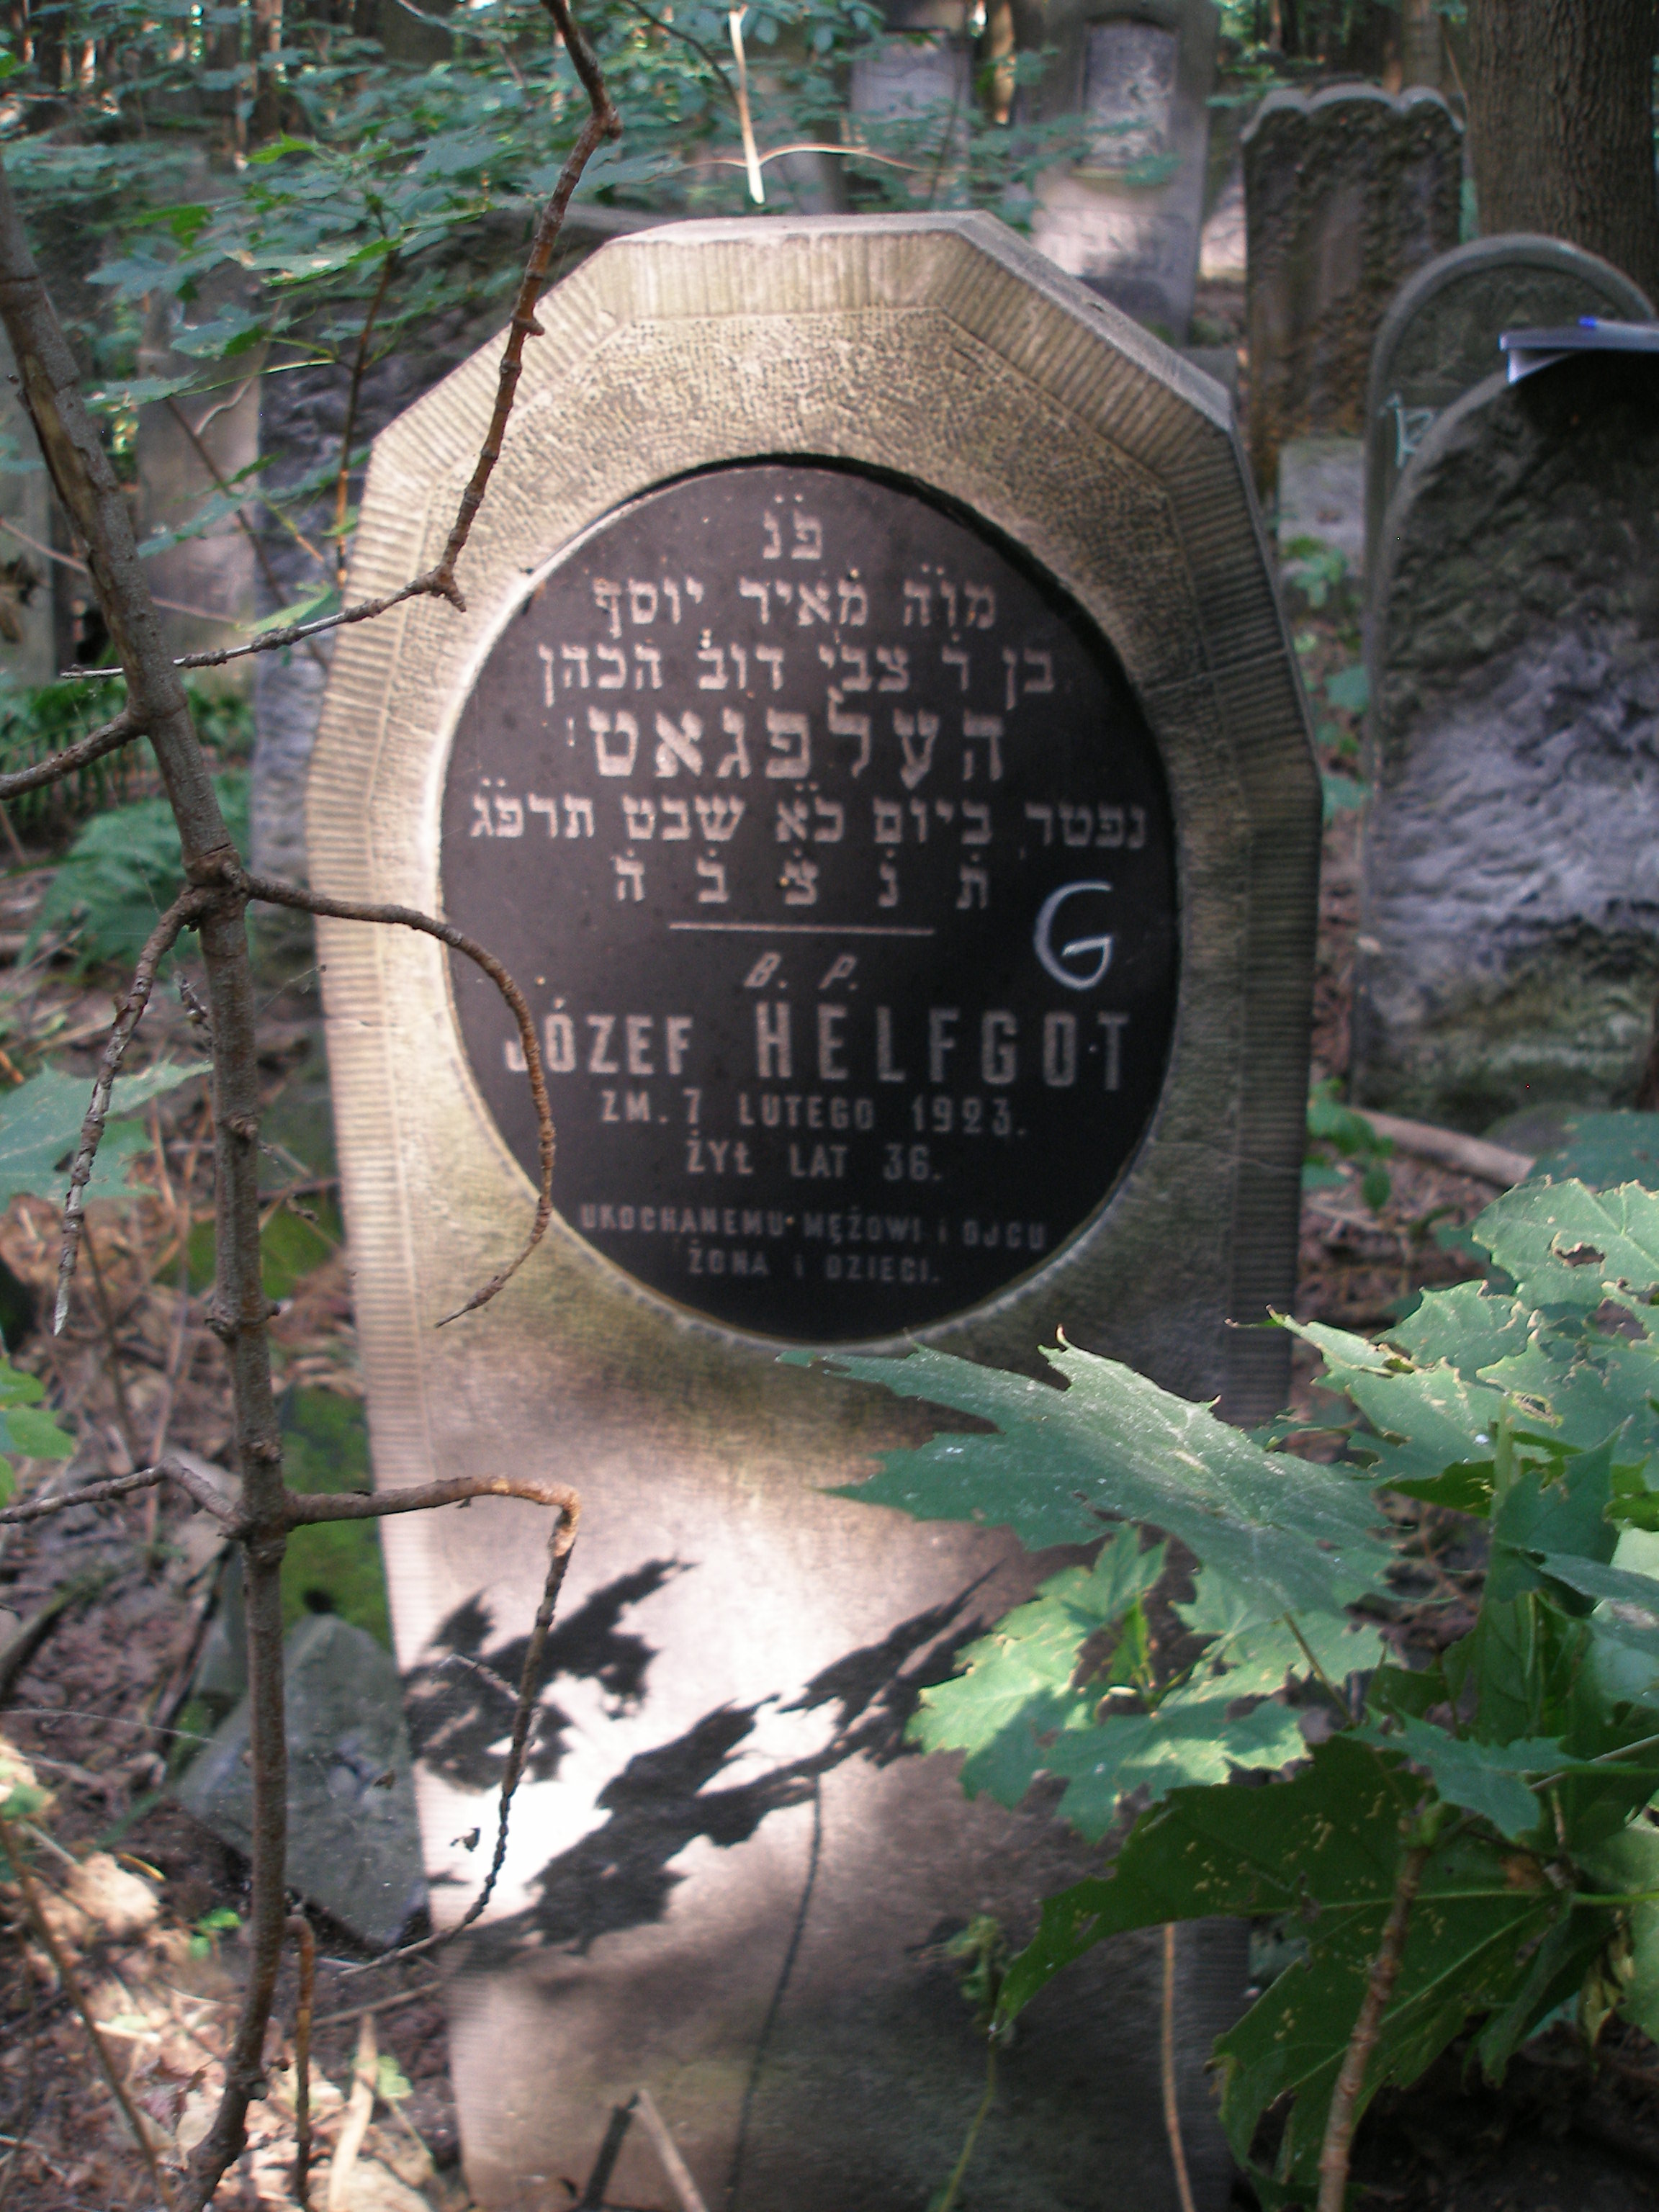 פ̈נ̈
מו̈ה מאיר יוסף
בן ר׳ צבי דוב הכהן
העלפגאט
נפטר ביום כ״א שבט תרפ״ג
ת נ צ ב ה
B. P.
JÓZEF HELFGOT
ZM. 7 LUTEGO 1923.
ŻYŁ LAT 36.
UKOCHANEMU MĘŻOWI i OJCU
ŻONA i DZIECI.
G